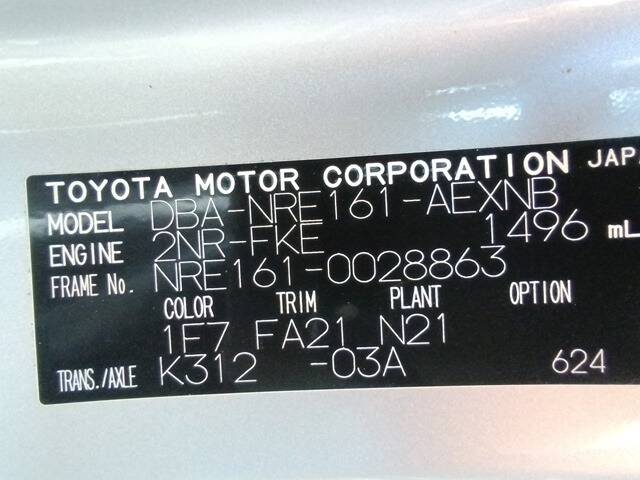 TOYOTA MOTOR CORPORATION JAPA
MODEL DBA-NRE161-AEXNB
ENGINE 2NR-FKE 1496 mL
FRAME No. NRE161-0028863
COLOR TRIM PLANT OPTION
1F7 FA21 N21
TRANS./AXLE K312 -03A 624